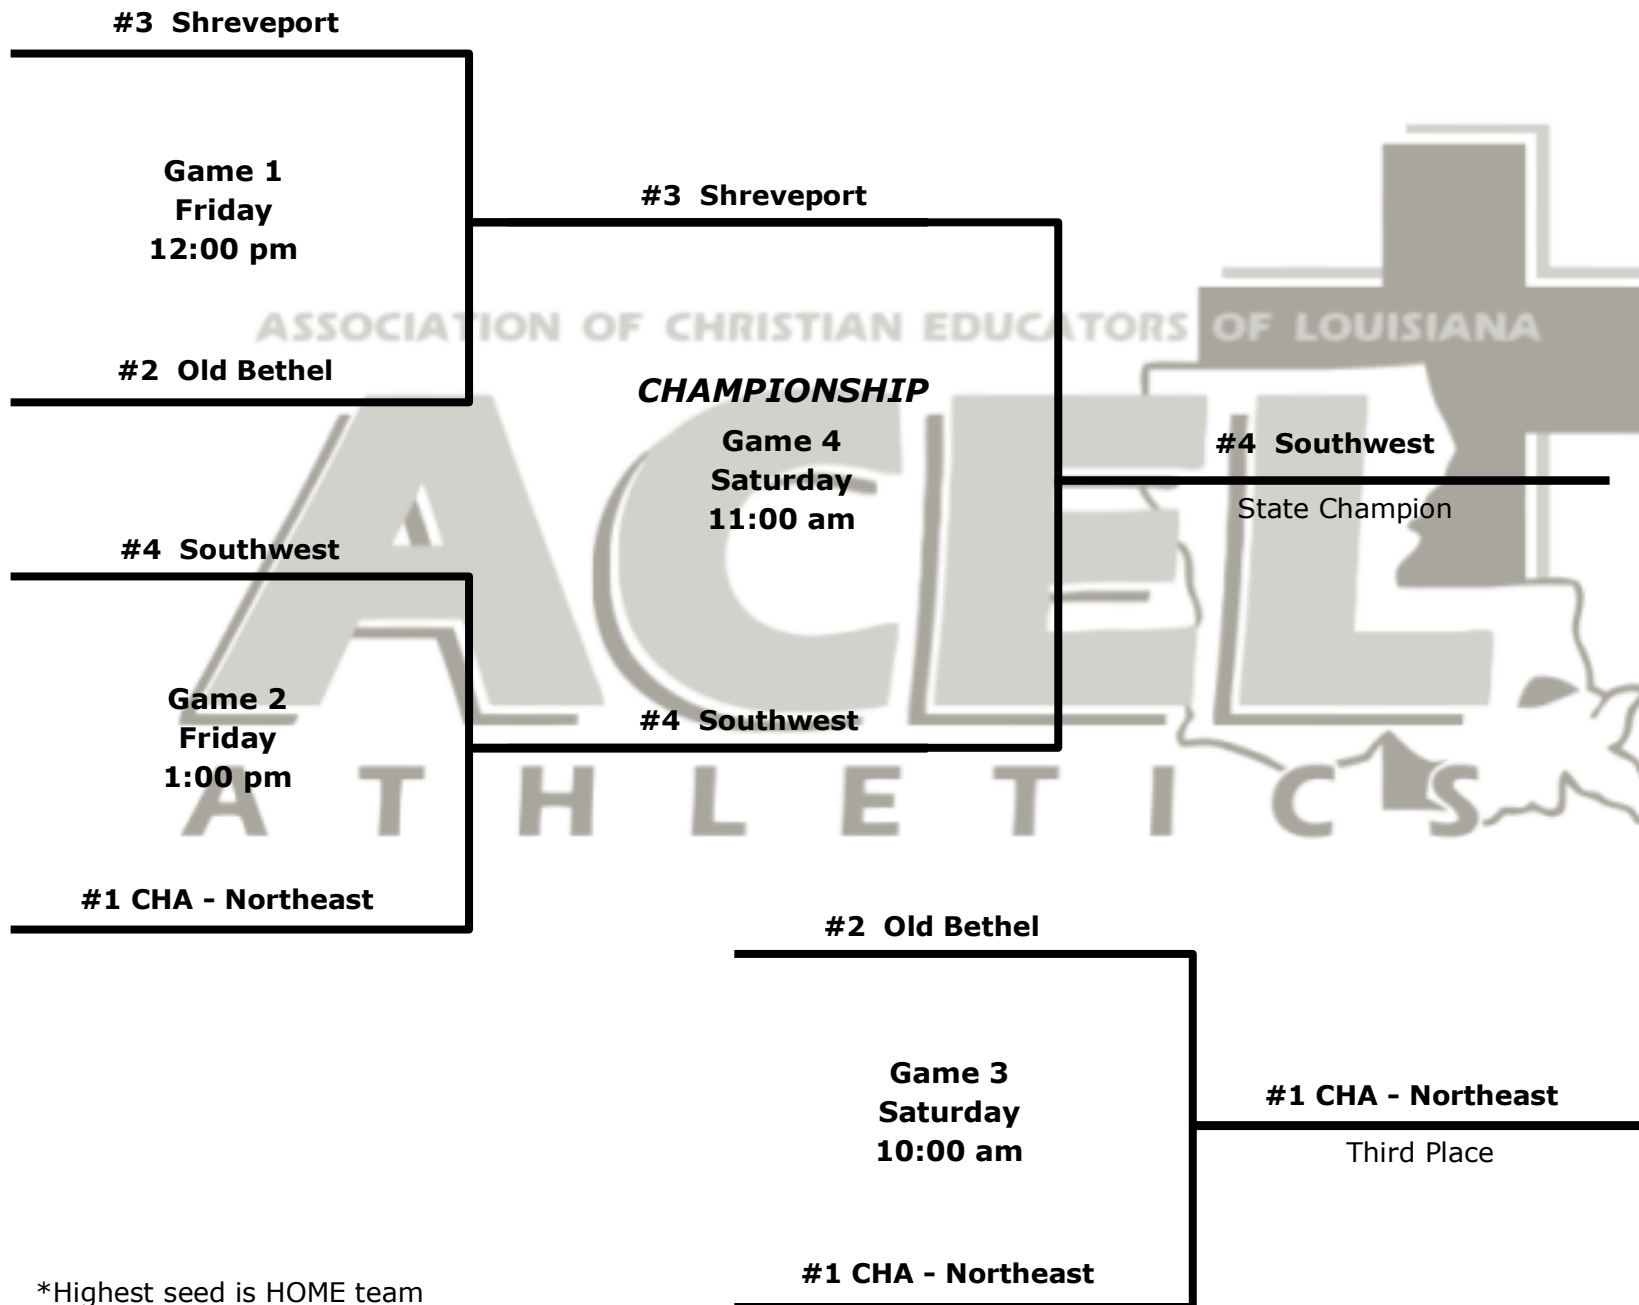 #3  Shreveport
Game 1
Friday
12:00 pm
#3  Shreveport
ASSOCIATION OF CHRISTIAN EDUCATORS OF LOUISIANA
#2  Old Bethel
CHAMPIONSHIP
Game 4
Saturday
11:00 am
#4  Southwest
State Champion
ACEL
#4  Southwest
Game 2
Friday
1:00 pm
#4  Southwest
ATHLETICS
#1 CHA - Northeast
#2  Old Bethel
Game 3
Saturday
10:00 am
#1 CHA - Northeast
Third Place
#1 CHA - Northeast
*Highest seed is HOME team